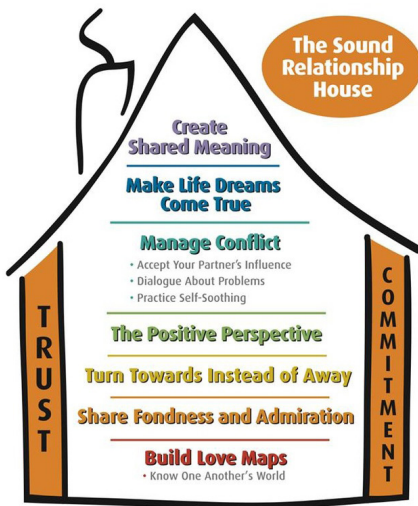 The Sound
Relationship
House
Create
Shared Meaning
Make Life Dreams
Come True
Manage Conflict
• Accept Your Partner's Influence
• Dialogue About Problems
• Practice Self-Soothing
The Positive Perspective
Turn Towards Instead of Away
Share Fondness and Admiration
Build Love Maps
• Know One Another's World
TRUST
COMMITMENT